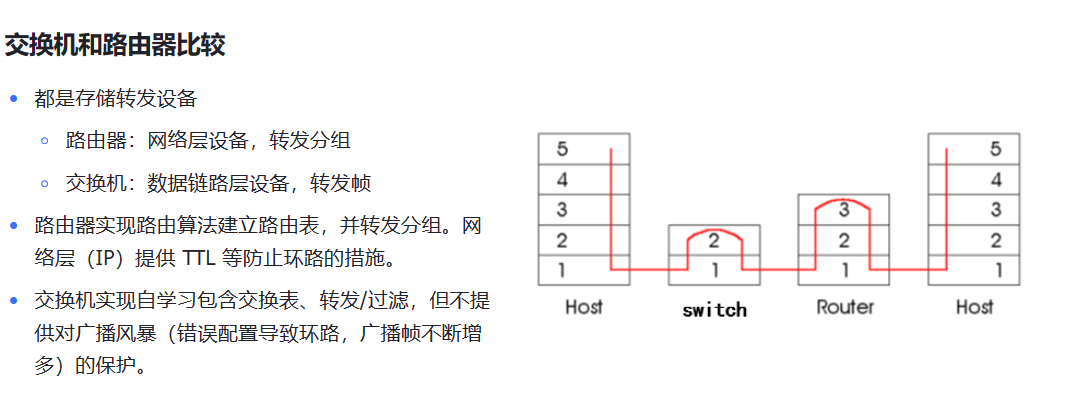 交换机和路由器比较
都是存储转发设备
路由器：网络层设备，转发分组
交换机：数据链路层设备，转发帧
路由器实现路由算法建立路由表，并转发分组。网
络层（IP）提供 TTL 等防止环路的措施。
交换机实现自学习包含交换表、转发/过滤，但不提
供对广播风暴（错误配置导致环路，广播帧不断增
多）的保护。
5
4
3
2
1
Host
2
1
switch
3
2
1
Router
5
4
3
2
1
Host